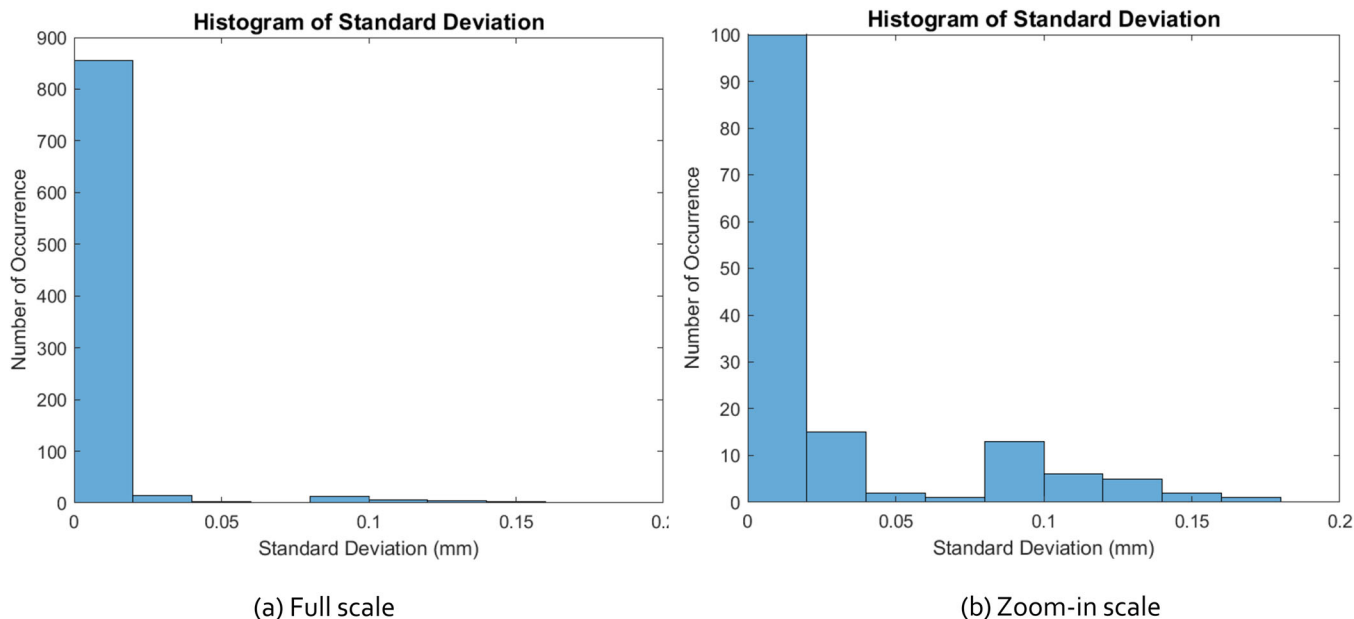 Histogram of Standard Deviation
900
800
700
600
500
400
300
200
100
0
Number of Occurrence
0 0.05 0.1 0.15 0.2
Standard Deviation (mm)
(a) Full scale
Histogram of Standard Deviation
100
90
80
70
60
50
40
30
20
10
0
Number of Occurrence
0 0.05 0.1 0.15 0.2
Standard Deviation (mm)
(b) Zoom-in scale